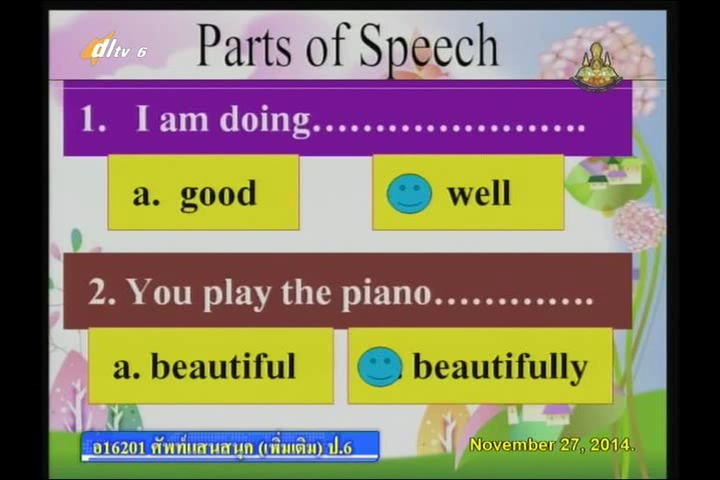 dltv 6
Parts of Speech
1. I am doing…………………….
a. good
well
2. You play the piano………….
a. beautiful
. beautifully
อ16201 ศัพท์แสนสนุก (เพิ่มเติม) ป.6
November 27, 2014.